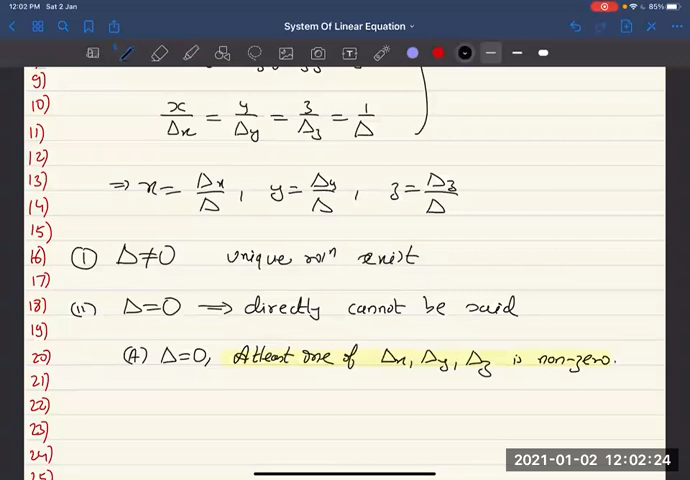 12:02 PM Sat 2 Jan
85%
System Of Linear Equation
9)
10) x/Δx = y/Δy = z/Δz = 1/Δ
11)
12)
13) ⇒ x = Δx/Δ, y = Δy/Δ, z = Δz/Δ
14)
15)
16) (I) Δ≠0 unique solⁿ exist
17)
18) (II) Δ=0 ⟹ directly cannot be said
19)
20) (A) Δ=0, Atleast one of Δx, Δy, Δz is non-zero.
21)
22)
23)
24)
25)
2021-01-02 12:02:24